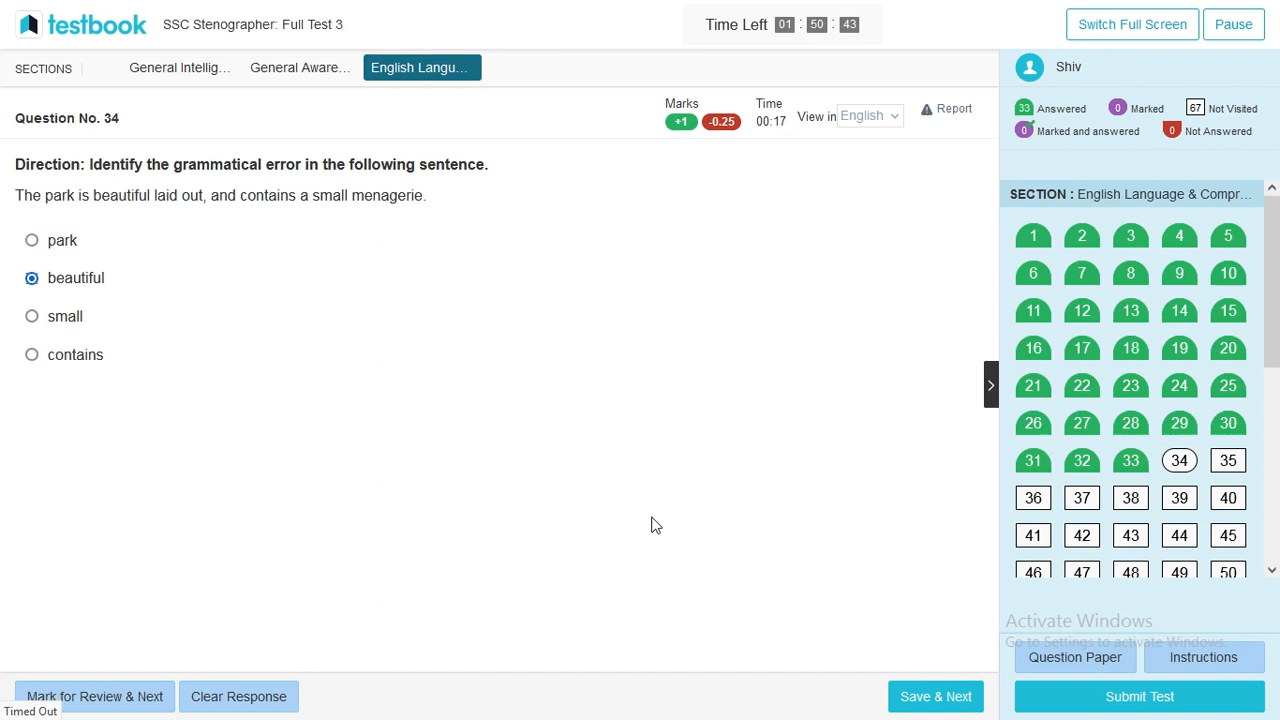 testbook SSC Stenographer: Full Test 3 Time Left 01 : 50 : 43 Switch Full Screen Pause
SECTIONS General Intellig... General Aware... English Langu... Shiv
Question No. 34 Marks +1 -0.25 Time 00:17 View in English Report
33 Answered 0 Marked 67 Not Visited
0 Marked and answered 0 Not Answered
Direction: Identify the grammatical error in the following sentence.
The park is beautiful laid out, and contains a small menagerie.
park
beautiful
small
contains
SECTION : English Language & Compr...
1 2 3 4 5
6 7 8 9 10
11 12 13 14 15
16 17 18 19 20
21 22 23 24 25
26 27 28 29 30
31 32 33 34 35
36 37 38 39 40
41 42 43 44 45
46 47 48 49 50
Activate Windows
Go to Settings to activate Windows.
Question Paper Instructions
Mark for Review & Next Clear Response Save & Next Submit Test
Timed Out